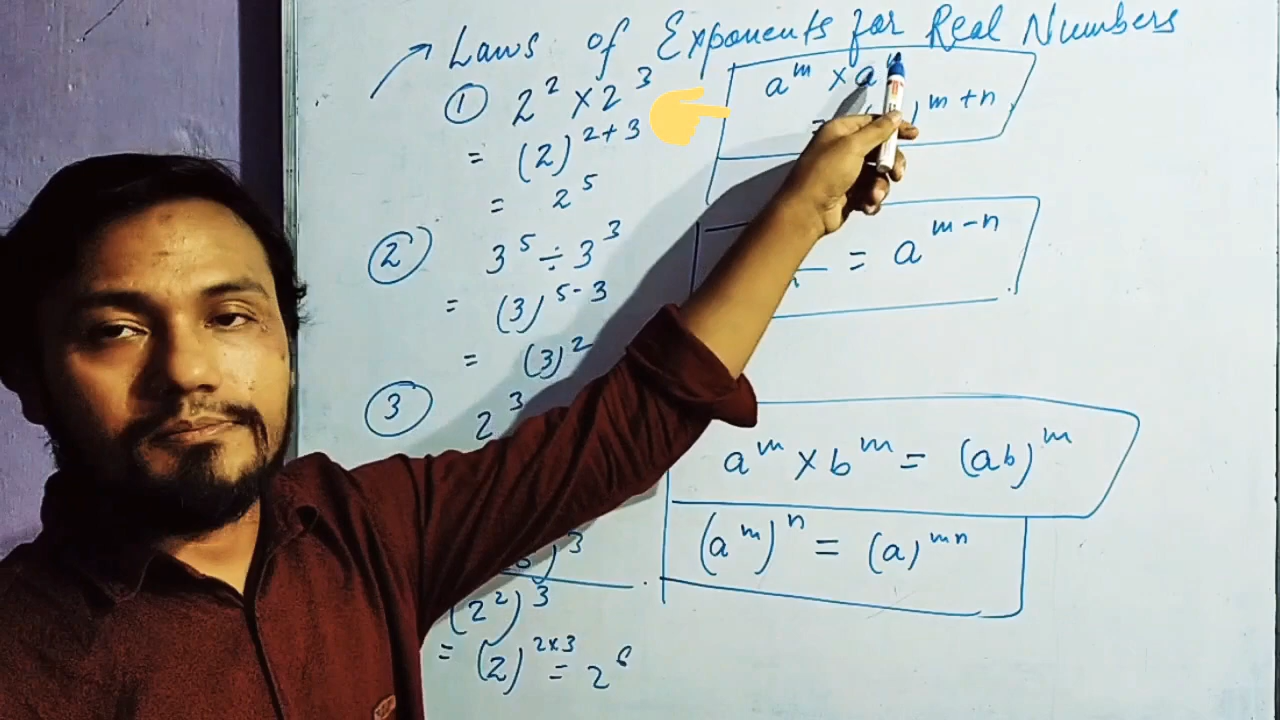 Laws of Exponents for Real Numbers
① 2² × 2³
= (2)²⁺³
= 2⁵
aᵐ × a
= ( )ᵐ⁺ⁿ
② 3⁵ ÷ 3³
= (3)⁵⁻³
= (3)²
= aᵐ⁻ⁿ
③ 2³
)³
aᵐ × bᵐ = (ab)ᵐ
(aᵐ)ⁿ = (a)ᵐⁿ
(2²)³
= (2)²ˣ³ = 2⁶